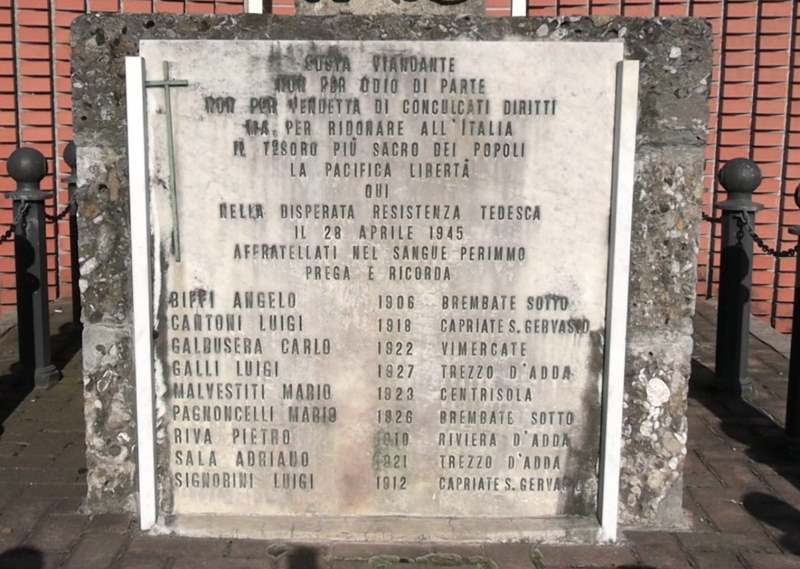 SOSTA VIANDANTE
NON PER ODIO DI PARTE
NON PER VENDETTA DI CONCULCATI DIRITTI
MA PER RIDONARE ALL'ITALIA
IL TESORO PIÙ SACRO DEI POPOLI
LA PACIFICA LIBERTÀ
QUI
NELLA DISPERATA RESISTENZA TEDESCA
IL 28 APRILE 1945
AFFRATELLATI NEL SANGUE PERIMMO
PREGA E RICORDA
BIFFI ANGELO 1906 BREMBATE SOTTO
CANTONI LUIGI 1918 CAPRIATE S. GERVASIO
GALBUSERA CARLO 1922 VIMERCATE
GALLI LUIGI 1927 TREZZO D'ADDA
MALVESTITI MARIO 1923 CENTRISOLA
PAGNONCELLI MARIO 1826 BREMBATE SOTTO
RIVA PIETRO 1910 RIVIERA D'ADDA
SALA ADRIANO 1921 TREZZO D'ADDA
SIGNORINI LUIGI 1912 CAPRIATE S. GERVASIO